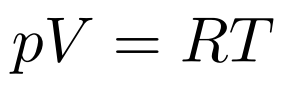 pV = RT